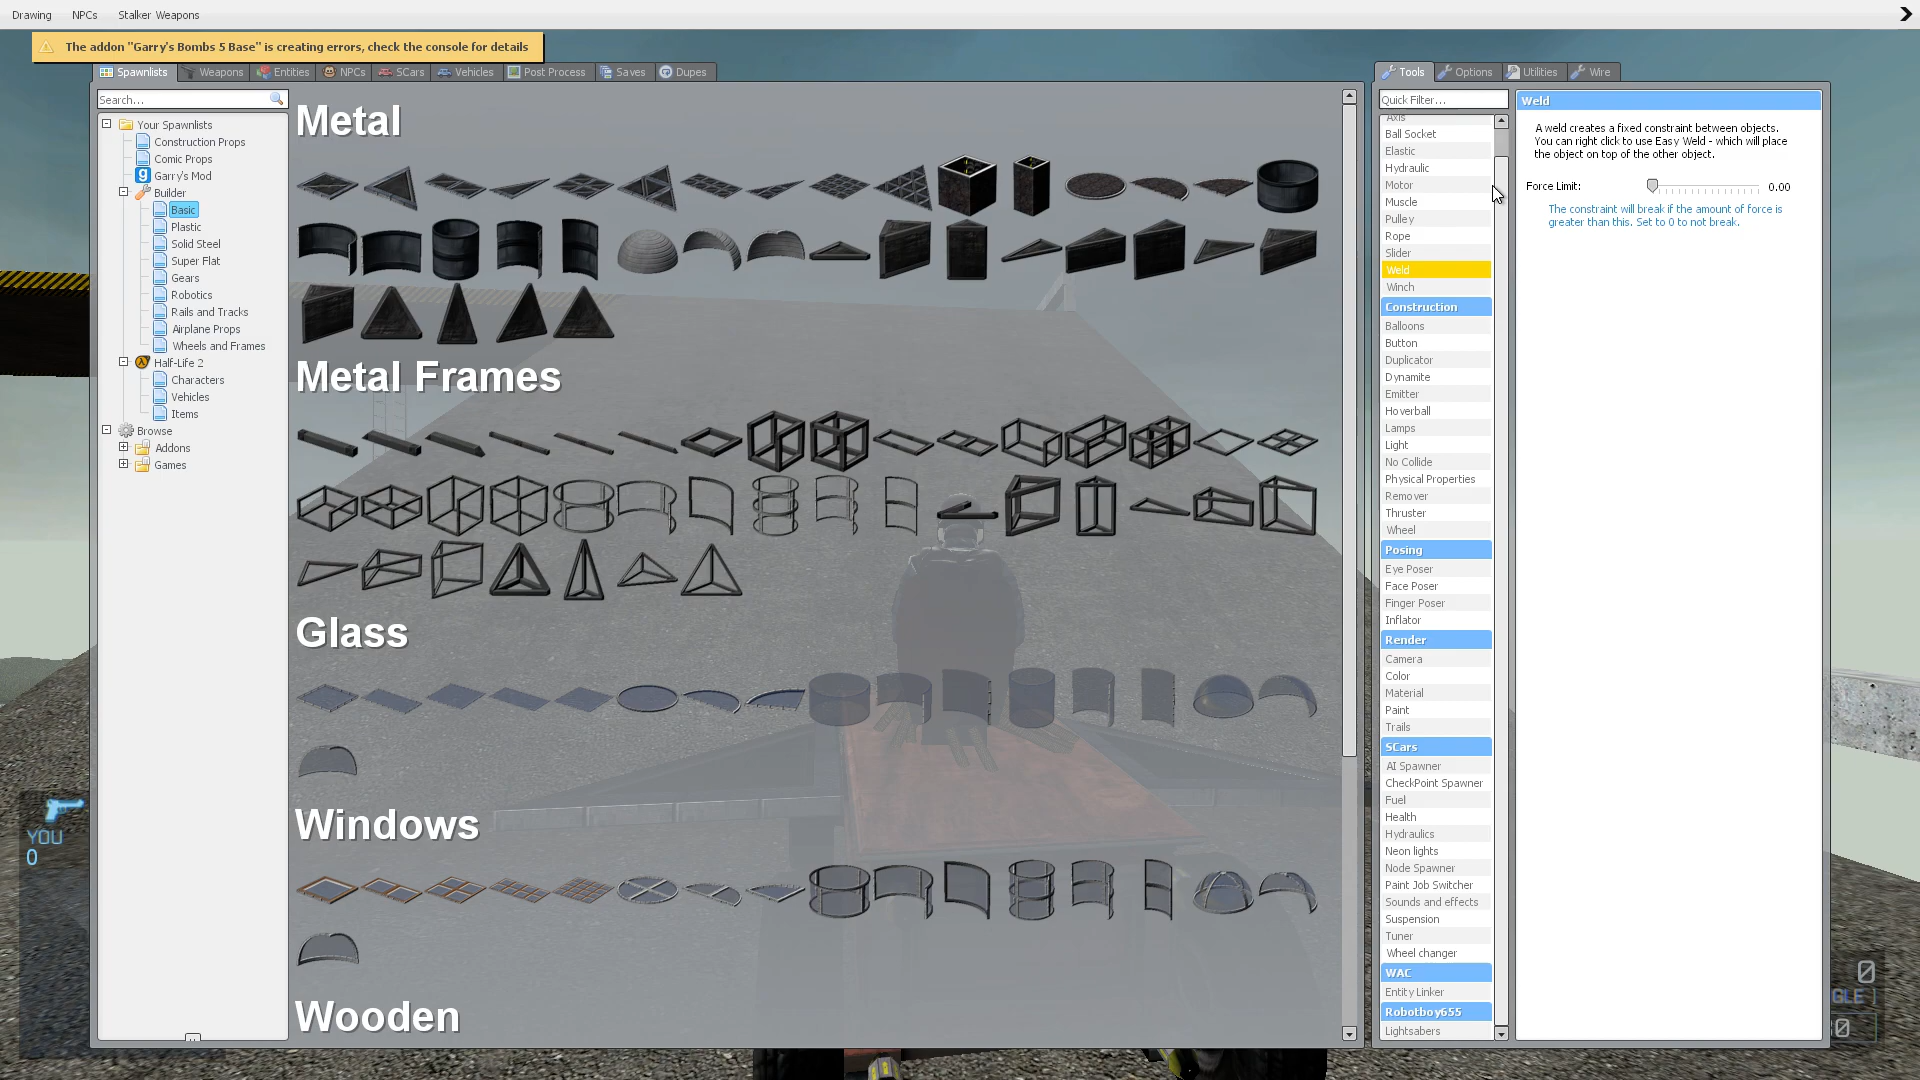 Drawing NPCs Stalker Weapons
The addon "Garry's Bombs 5 Base" is creating errors, check the console for details
Spawnlists Weapons Entities NPCs SCars Vehicles Post Process Saves Dupes
Search...
Your Spawnlists
Construction Props
Comic Props
Garry's Mod
Builder
Basic
Plastic
Solid Steel
Super Flat
Gears
Robotics
Rails and Tracks
Airplane Props
Wheels and Frames
Half-Life 2
Characters
Vehicles
Items
Browse
Addons
Games
Metal
Metal Frames
Glass
Windows
Wooden
Tools Options Utilities Wire
Quick Filter...
Axis
Ball Socket
Elastic
Hydraulic
Motor
Muscle
Pulley
Rope
Slider
Weld
Winch
Construction
Balloons
Button
Duplicator
Dynamite
Emitter
Hoverball
Lamps
Light
No Collide
Physical Properties
Remover
Thruster
Wheel
Posing
Eye Poser
Face Poser
Finger Poser
Inflator
Render
Camera
Color
Material
Paint
Trails
SCars
AI Spawner
CheckPoint Spawner
Fuel
Health
Hydraulics
Neon lights
Node Spawner
Paint Job Switcher
Sounds and effects
Suspension
Tuner
Wheel changer
WAC
Entity Linker
Robotboy655
Lightsabers
Weld
A weld creates a fixed constraint between objects.
You can right click to use Easy Weld - which will place
the object on top of the other object.
Force Limit: 0.00
The constraint will break if the amount of force is
greater than this. Set to 0 to not break.
YOU
0
0